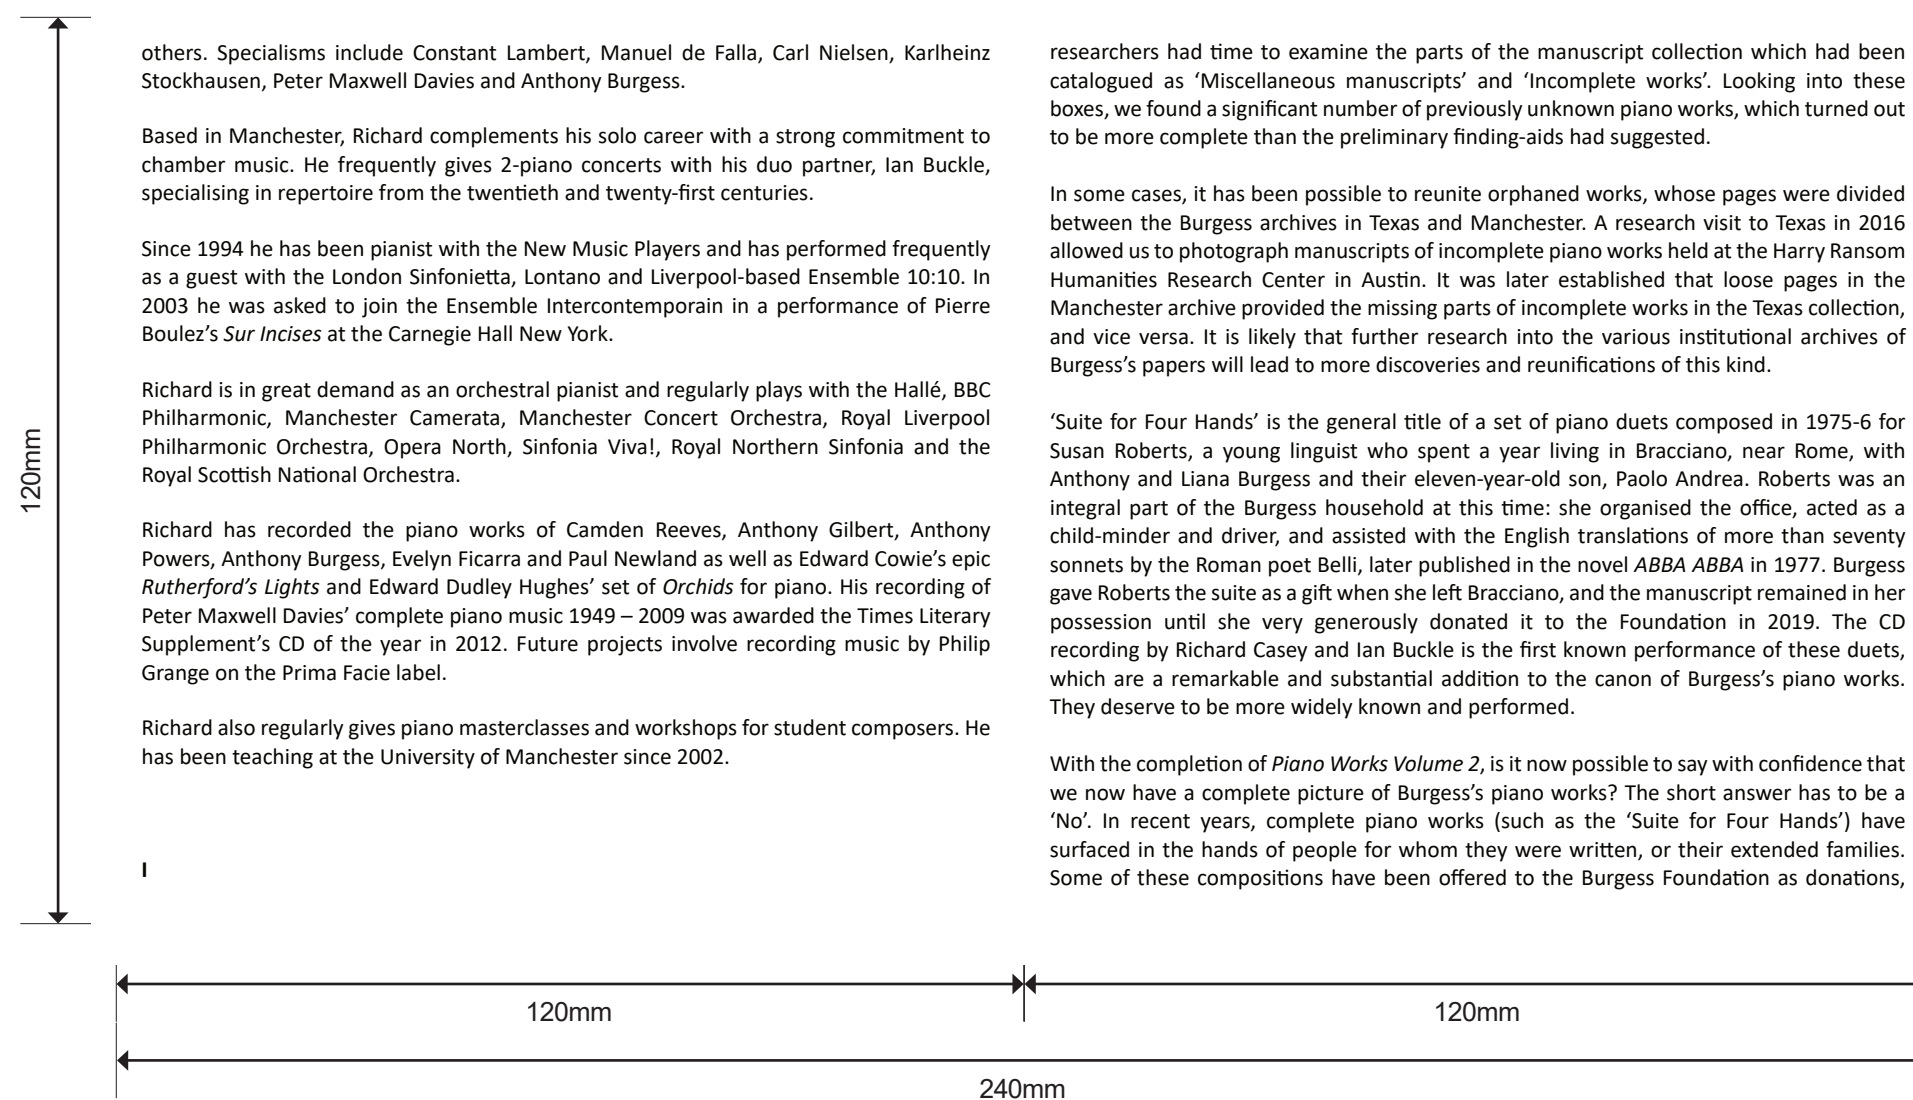 others. Specialisms include Constant Lambert, Manuel de Falla, Carl Nielsen, Karlheinz
Stockhausen, Peter Maxwell Davies and Anthony Burgess.
Based in Manchester, Richard complements his solo career with a strong commitment to
chamber music. He frequently gives 2-piano concerts with his duo partner, Ian Buckle,
specialising in repertoire from the twentieth and twenty-first centuries.
Since 1994 he has been pianist with the New Music Players and has performed frequently
as a guest with the London Sinfonietta, Lontano and Liverpool-based Ensemble 10:10. In
2003 he was asked to join the Ensemble Intercontemporain in a performance of Pierre
Boulez’s Sur Incises at the Carnegie Hall New York.
Richard is in great demand as an orchestral pianist and regularly plays with the Hallé, BBC
Philharmonic, Manchester Camerata, Manchester Concert Orchestra, Royal Liverpool
Philharmonic Orchestra, Opera North, Sinfonia Viva!, Royal Northern Sinfonia and the
Royal Scottish National Orchestra.
Richard has recorded the piano works of Camden Reeves, Anthony Gilbert, Anthony
Powers, Anthony Burgess, Evelyn Ficarra and Paul Newland as well as Edward Cowie’s epic
Rutherford’s Lights and Edward Dudley Hughes’ set of Orchids for piano. His recording of
Peter Maxwell Davies’ complete piano music 1949 – 2009 was awarded the Times Literary
Supplement’s CD of the year in 2012. Future projects involve recording music by Philip
Grange on the Prima Facie label.
Richard also regularly gives piano masterclasses and workshops for student composers. He
has been teaching at the University of Manchester since 2002.
I
researchers had time to examine the parts of the manuscript collection which had been
catalogued as ‘Miscellaneous manuscripts’ and ‘Incomplete works’. Looking into these
boxes, we found a significant number of previously unknown piano works, which turned out
to be more complete than the preliminary finding-aids had suggested.
In some cases, it has been possible to reunite orphaned works, whose pages were divided
between the Burgess archives in Texas and Manchester. A research visit to Texas in 2016
allowed us to photograph manuscripts of incomplete piano works held at the Harry Ransom
Humanities Research Center in Austin. It was later established that loose pages in the
Manchester archive provided the missing parts of incomplete works in the Texas collection,
and vice versa. It is likely that further research into the various institutional archives of
Burgess’s papers will lead to more discoveries and reunifications of this kind.
‘Suite for Four Hands’ is the general title of a set of piano duets composed in 1975-6 for
Susan Roberts, a young linguist who spent a year living in Bracciano, near Rome, with
Anthony and Liana Burgess and their eleven-year-old son, Paolo Andrea. Roberts was an
integral part of the Burgess household at this time: she organised the office, acted as a
child-minder and driver, and assisted with the English translations of more than seventy
sonnets by the Roman poet Belli, later published in the novel ABBA ABBA in 1977. Burgess
gave Roberts the suite as a gift when she left Bracciano, and the manuscript remained in her
possession until she very generously donated it to the Foundation in 2019. The CD
recording by Richard Casey and Ian Buckle is the first known performance of these duets,
which are a remarkable and substantial addition to the canon of Burgess’s piano works.
They deserve to be more widely known and performed.
With the completion of Piano Works Volume 2, is it now possible to say with confidence that
we now have a complete picture of Burgess’s piano works? The short answer has to be a
‘No’. In recent years, complete piano works (such as the ‘Suite for Four Hands’) have
surfaced in the hands of people for whom they were written, or their extended families.
Some of these compositions have been offered to the Burgess Foundation as donations,
120mm
120mm
120mm
240mm